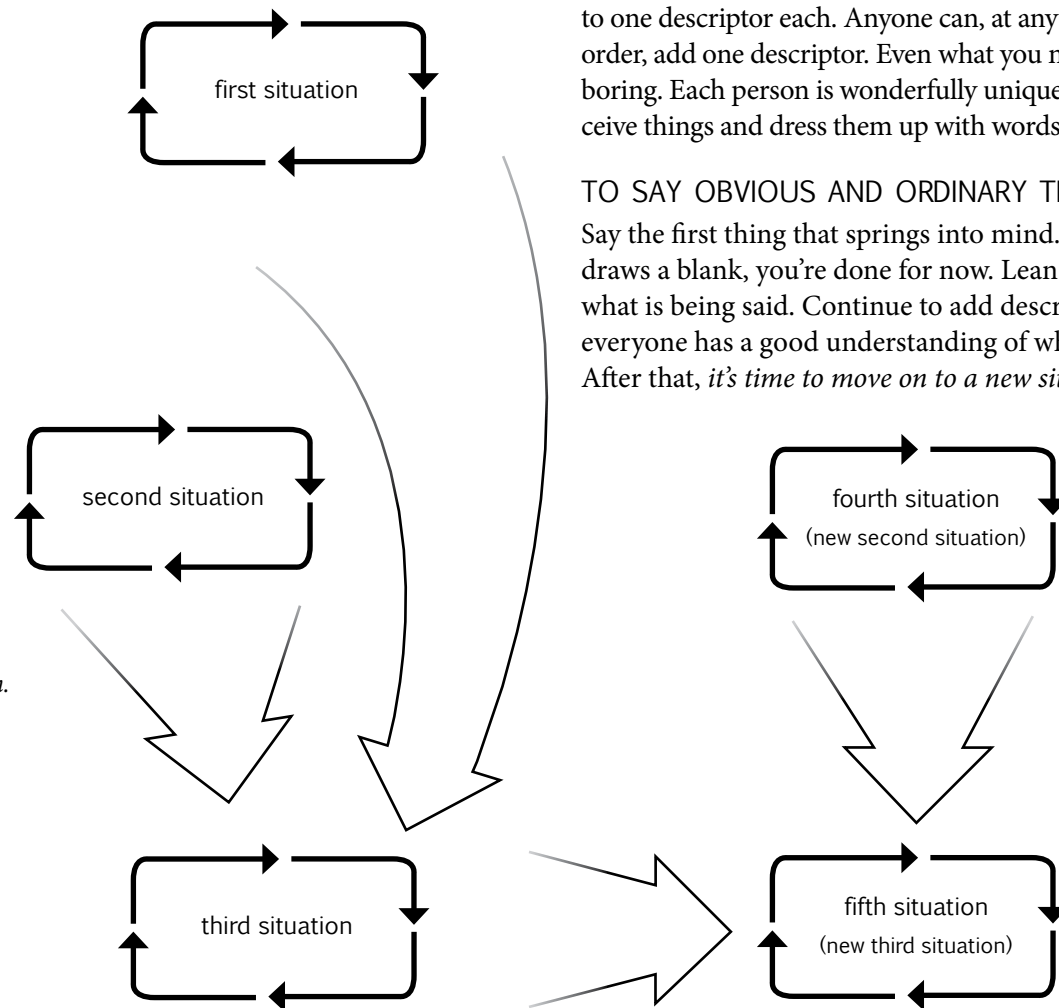 to one descriptor each. Anyone can, at any
order, add one descriptor. Even what you
boring. Each person is wonderfully unique
ceive things and dress them up with words
TO SAY OBVIOUS AND ORDINARY
Say the first thing that springs into mind.
draws a blank, you're done for now. Lean
what is being said. Continue to add
everyone has a good understanding of
After that, it's time to move on to a new
first situation
second situation
fourth situation
(new second situation)
third situation
fifth situation
(new third situation)